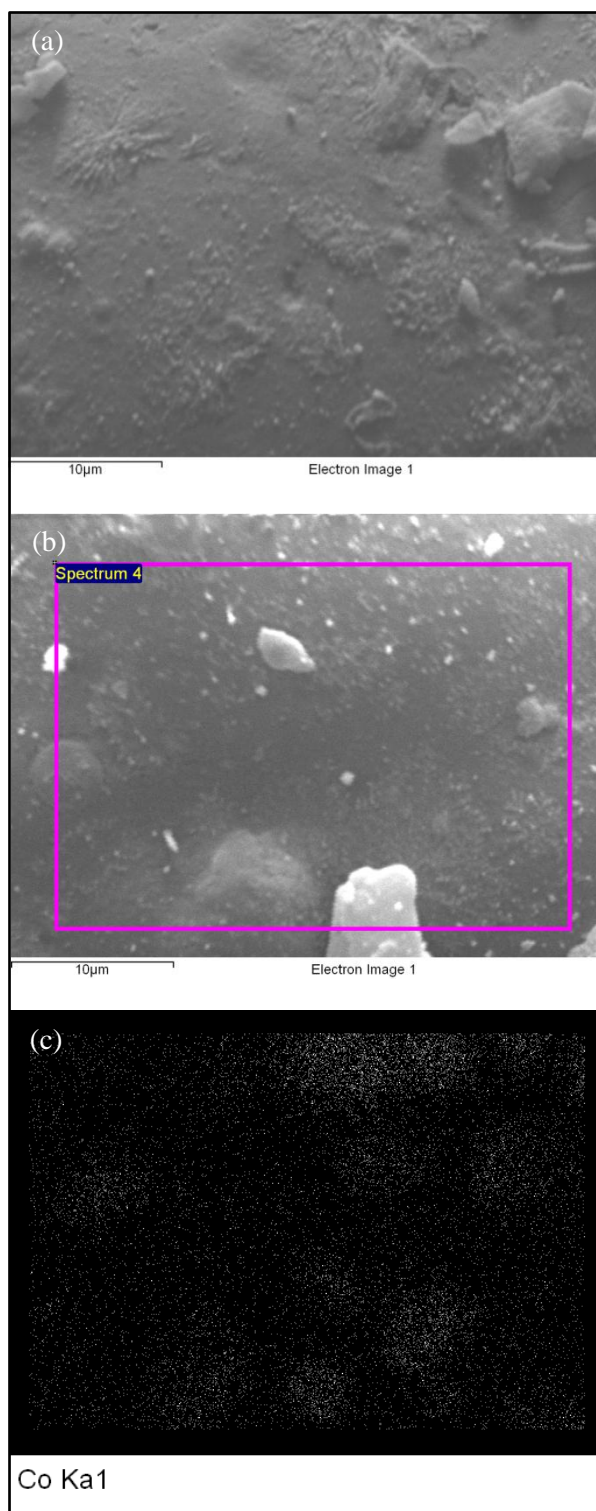 (a)
10µm Electron Image 1
(b)
Spectrum 4
10µm Electron Image 1
(c)
Co Ka1